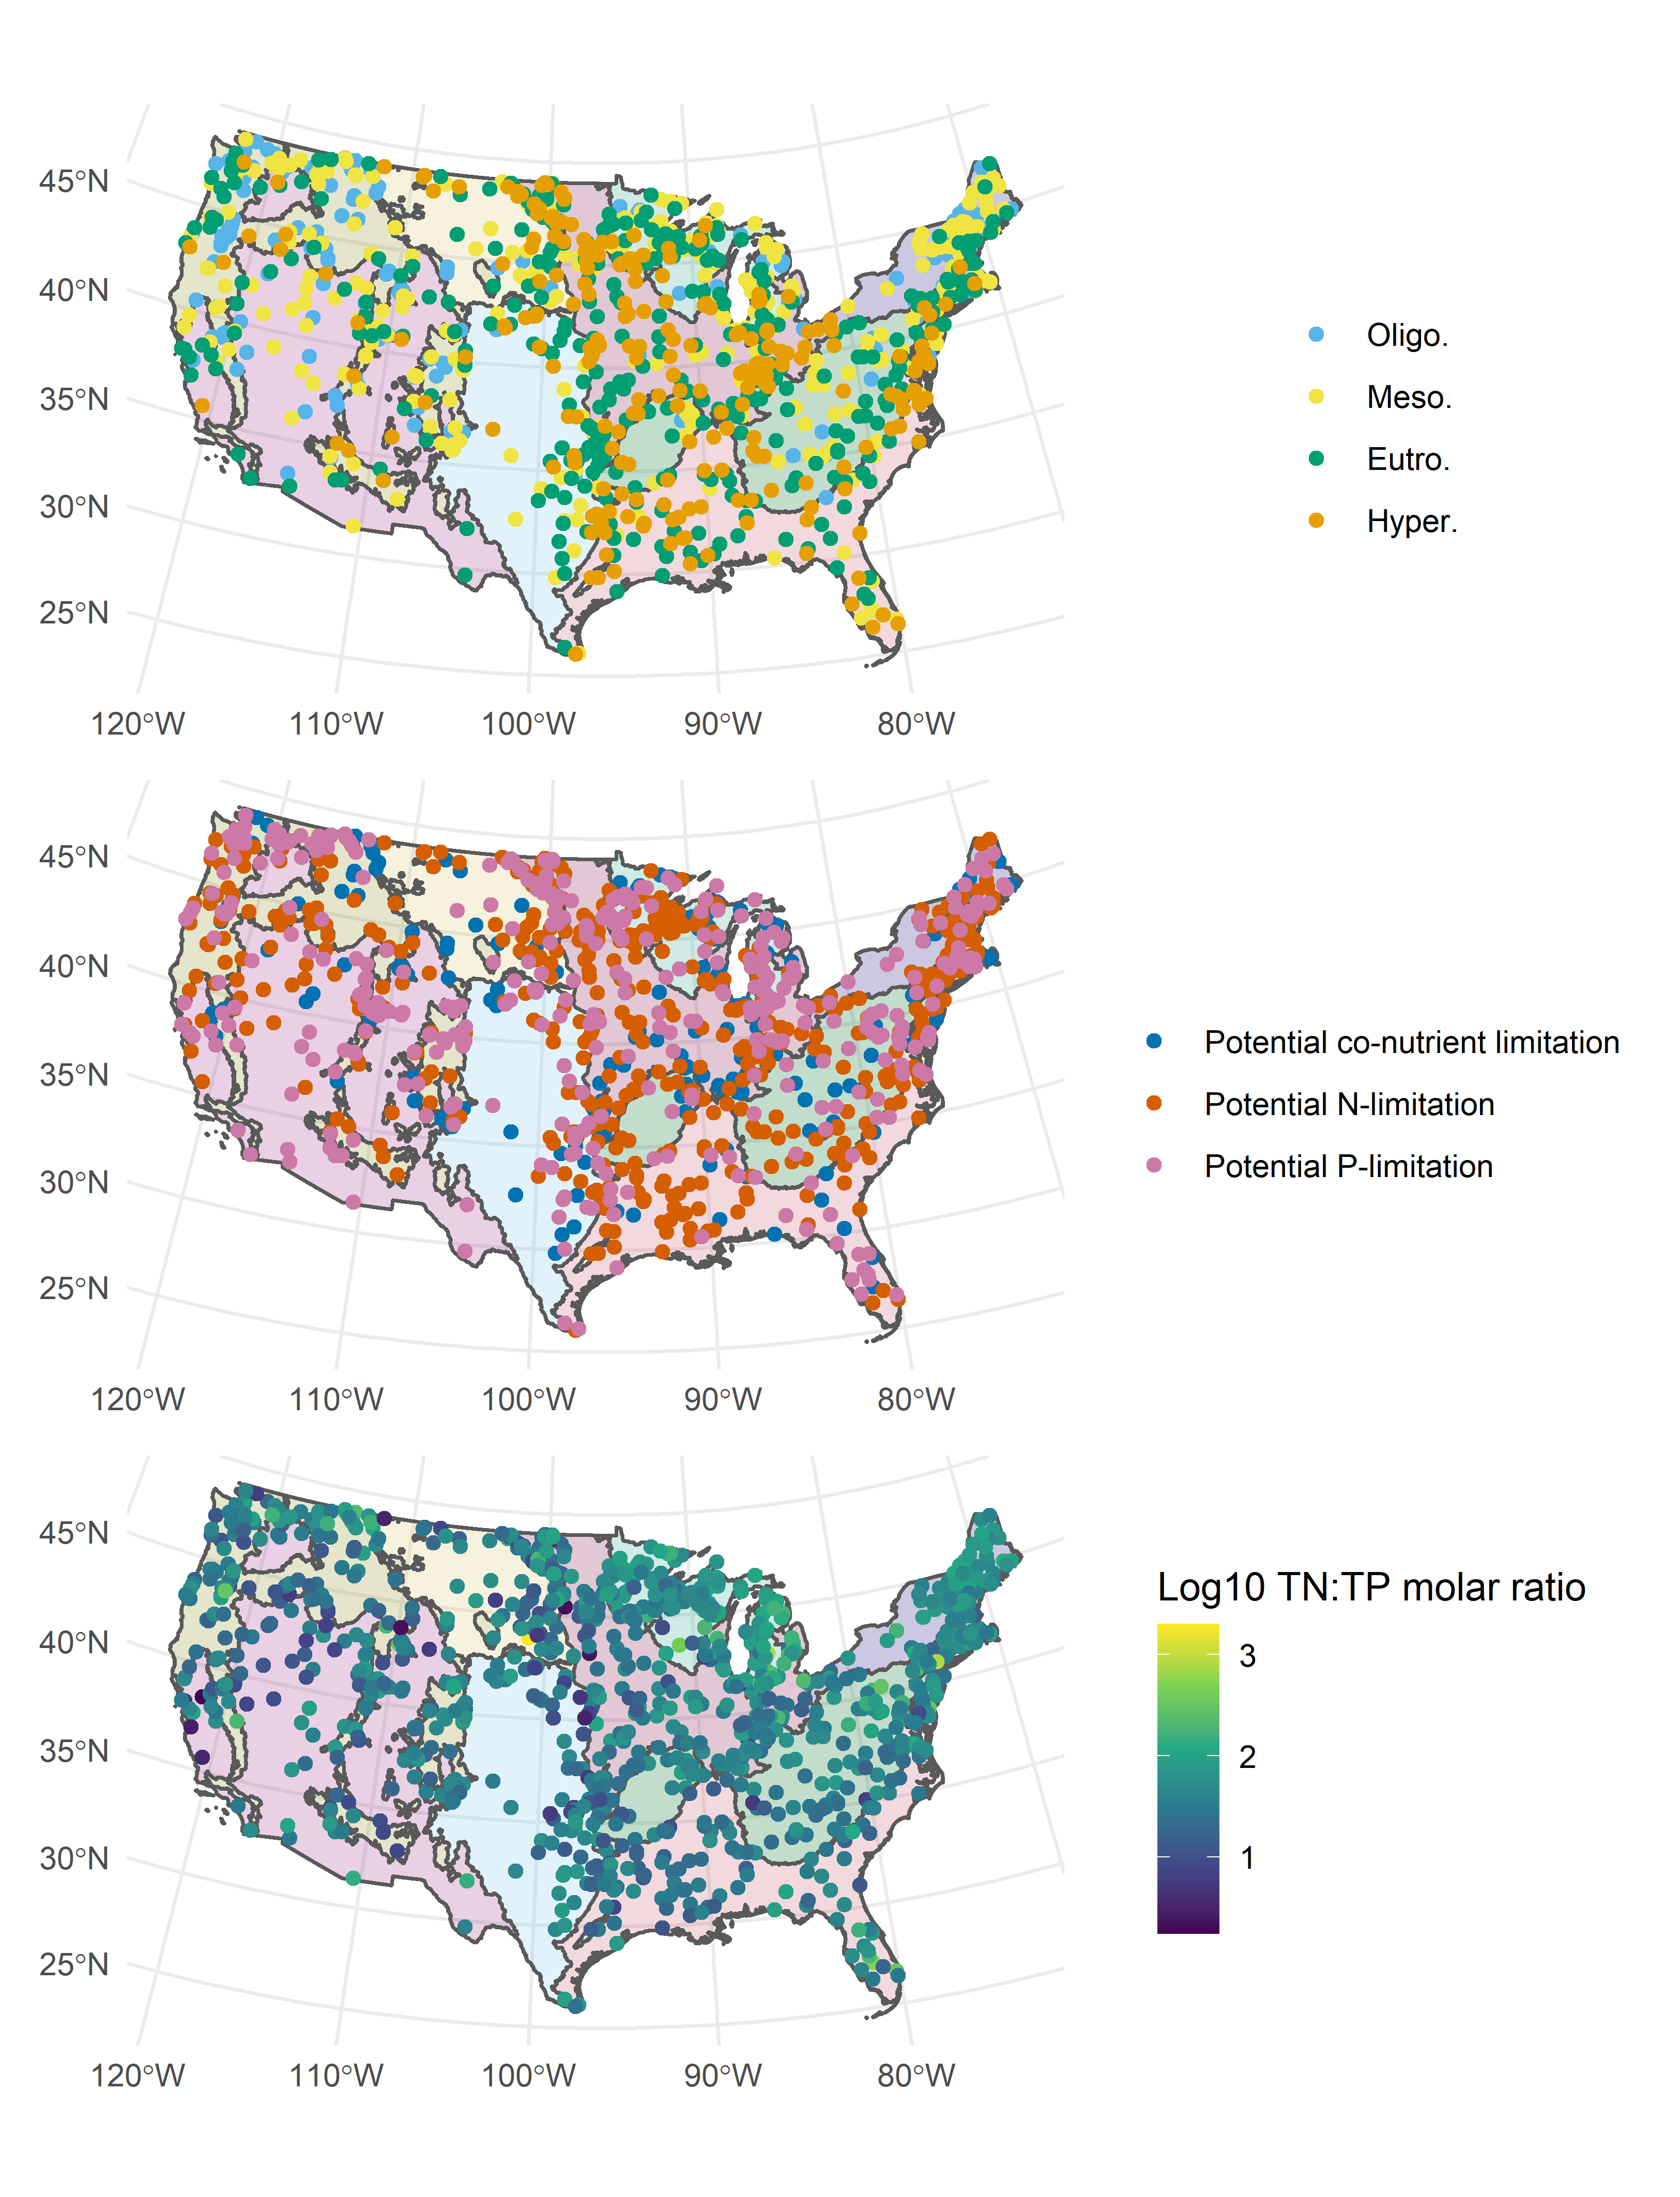 45°N
40°N
35°N
30°N
25°N
120°W 110°W 100°W 90°W 80°W
Oligo.
Meso.
Eutro.
Hyper.
45°N
40°N
35°N
30°N
25°N
120°W 110°W 100°W 90°W 80°W
Potential co-nutrient limitation
Potential N-limitation
Potential P-limitation
45°N
40°N
35°N
30°N
25°N
120°W 110°W 100°W 90°W 80°W
Log10 TN:TP molar ratio
3
2
1